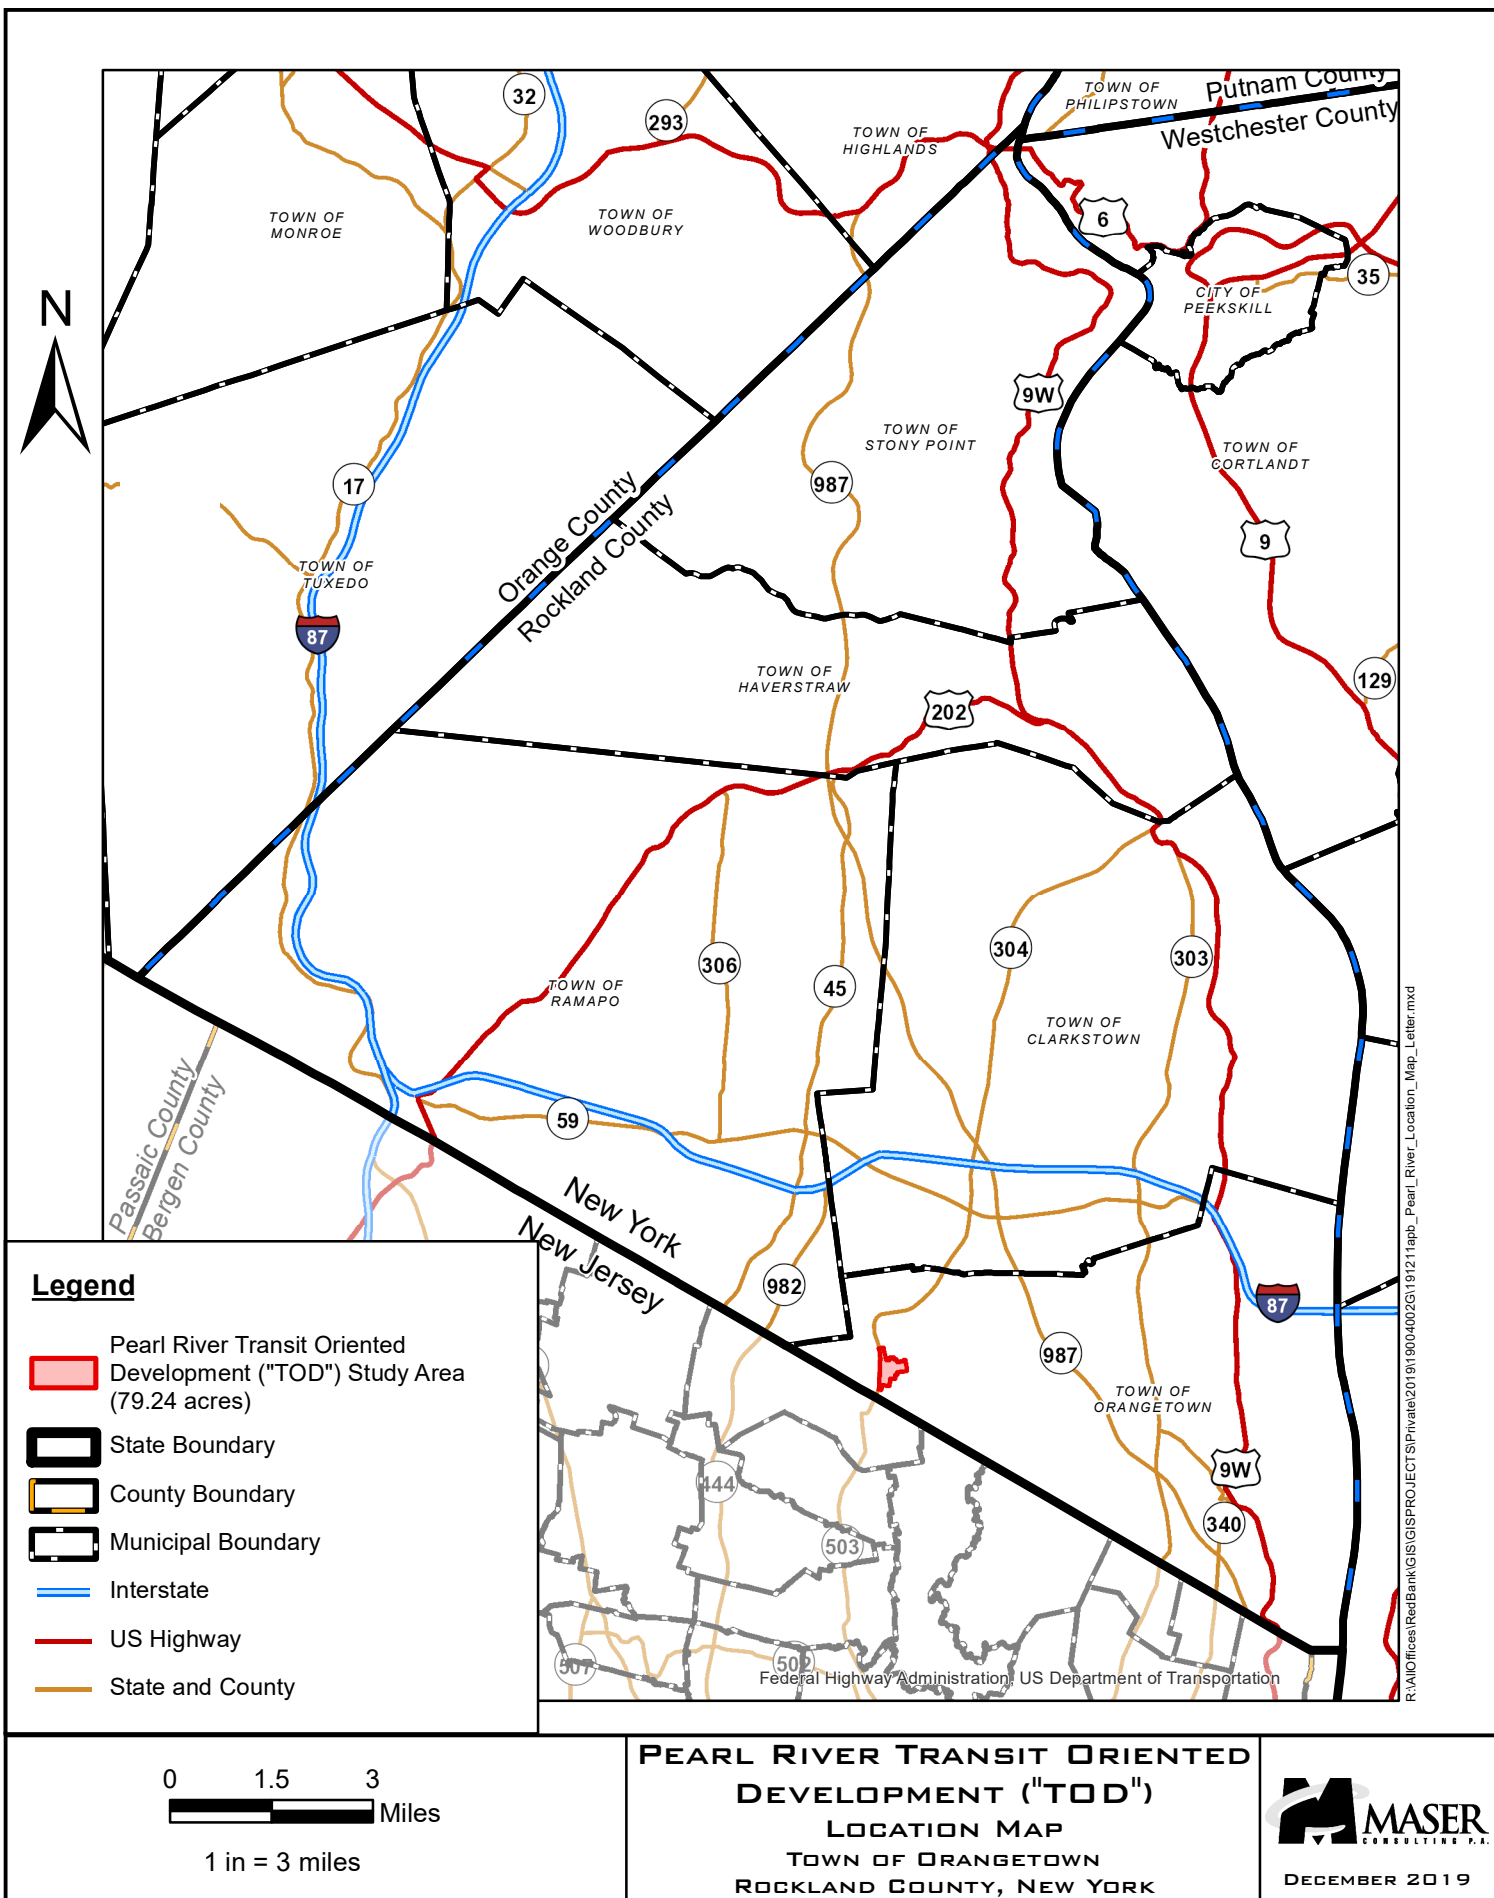 32
293
TOWN OF
PHILIPSTOWN
Putnam County
Westchester County
TOWN OF
HIGHLANDS
TOWN OF
MONROE
TOWN OF
WOODBURY
6
35
CITY OF
PEEKSKILL
N
9W
TOWN OF
STONY POINT
TOWN OF
CORTLANDT
17
987
Orange County
Rockland County
9
TOWN OF
TUXEDO
87
TOWN OF
HAVERSTRAW
129
202
306
45
304
303
TOWN OF
RAMAPO
TOWN OF
CLARKSTOWN
59
Passaic County
Bergen County
New York
New Jersey
982
87
987
TOWN OF
ORANGETOWN
9W
444
340
503
507
502
Federal Highway Administration, US Department of Transportation
R:\AllOffices\RedBank\GIS\GISPROJECTS\Private\2019\19004002G\191211apb_Pearl_River_Location_Map_Letter.mxd
Legend
Pearl River Transit Oriented
Development ("TOD") Study Area
(79.24 acres)
State Boundary
County Boundary
Municipal Boundary
Interstate
US Highway
State and County
0 1.5 3
Miles
1 in = 3 miles
PEARL RIVER TRANSIT ORIENTED
DEVELOPMENT ("TOD")
LOCATION MAP
TOWN OF ORANGETOWN
ROCKLAND COUNTY, NEW YORK
MASER
CONSULTING P.A.
DECEMBER 2019